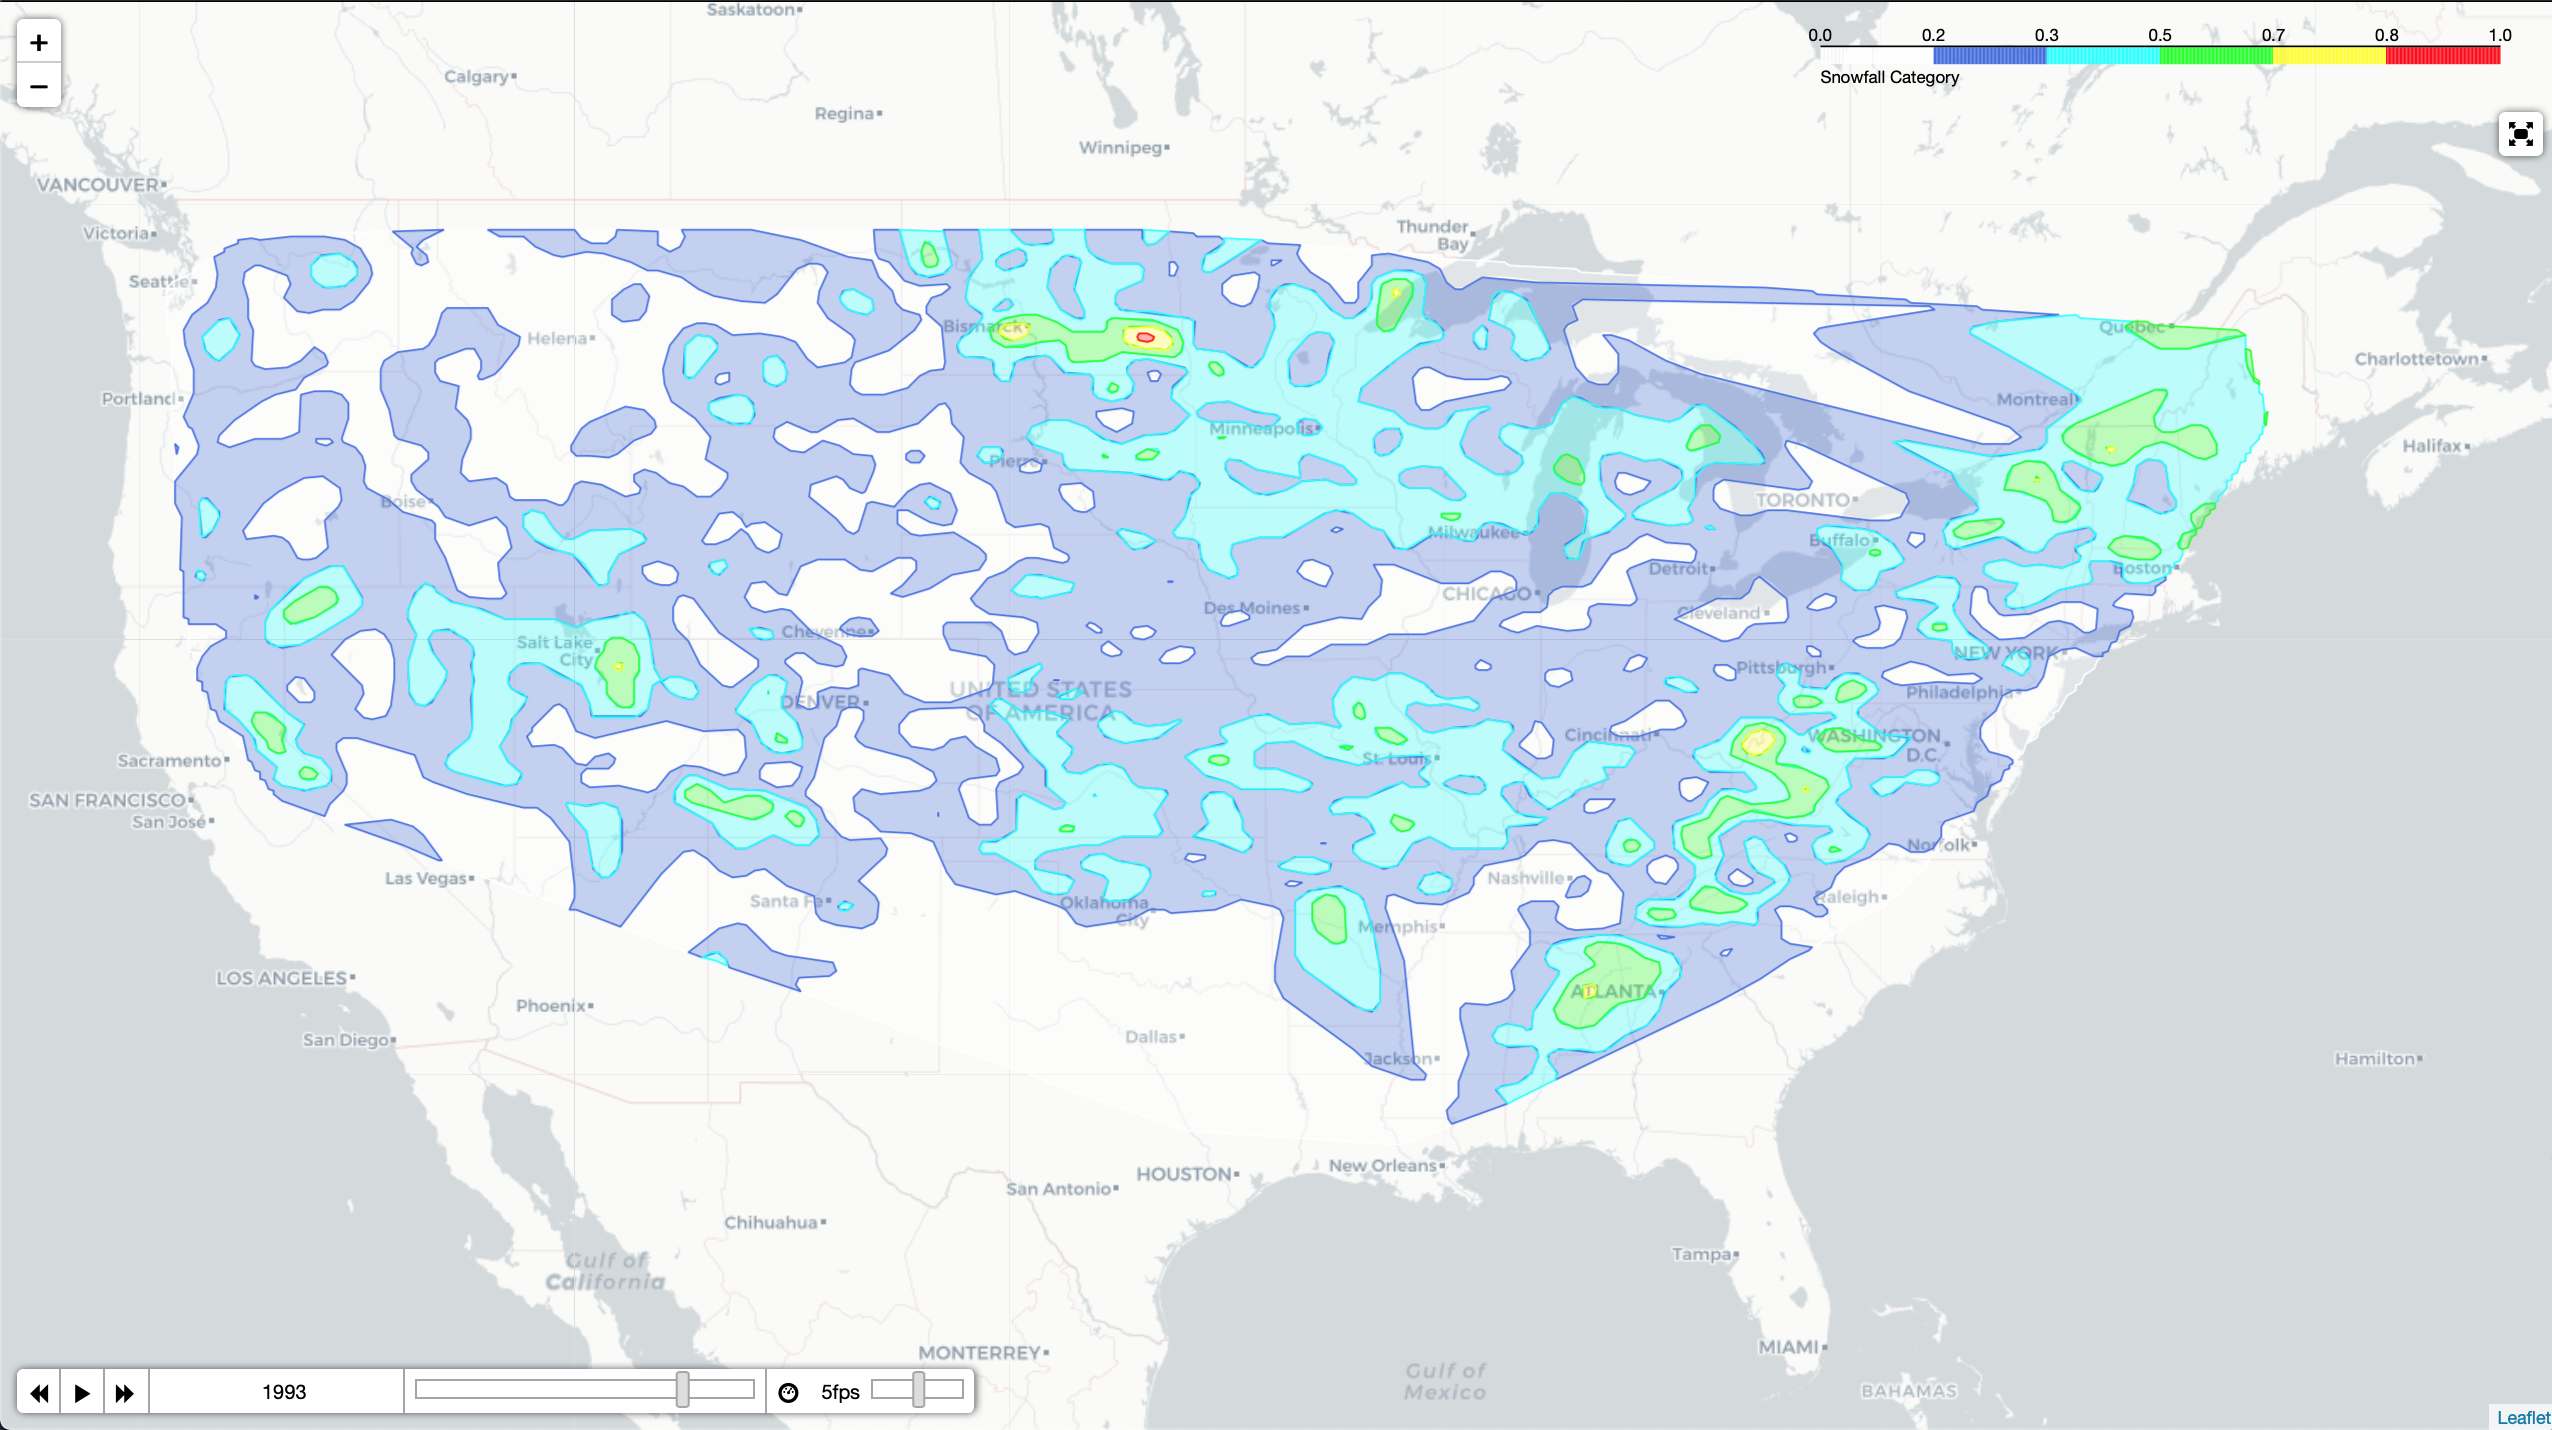 Saskatoon
Calgary
Regina
Winnipeg
VANCOUVER
Victoria
Seattle
Thunder
Bay
0.0 0.2 0.3 0.5 0.7 0.8 1.0
Snowfall Category
+
−
Helena
Bismarck
Québec
Charlottetown
Portland
Montreal
Minneapolis
Halifax
Pierre
Boise
TORONTO
Milwaukee
Buffalo
Detroit
Boston
CHICAGO
Des Moines
Cleveland
Cheyenne
Salt Lake
City
NEW YORK
Pittsburgh
UNITED STATES
OF AMERICA
DENVER
Philadelphia
Cincinnati
WASHINGTON
D.C.
Sacramento
St. Louis
SAN FRANCISCO
San José
Norfolk
Las Vegas
Nashville
Santa Fe
Oklahoma
City
Raleigh
Memphis
LOS ANGELES
Phoenix
ATLANTA
San Diego
Dallas
Jackson
Hamilton
New Orleans
HOUSTON
San Antonio
Chihuahua
Tampa
Gulf of
California
MIAMI
MONTERREY
Gulf of
Mexico
BAHAMAS
1993
5fps
Leaflet